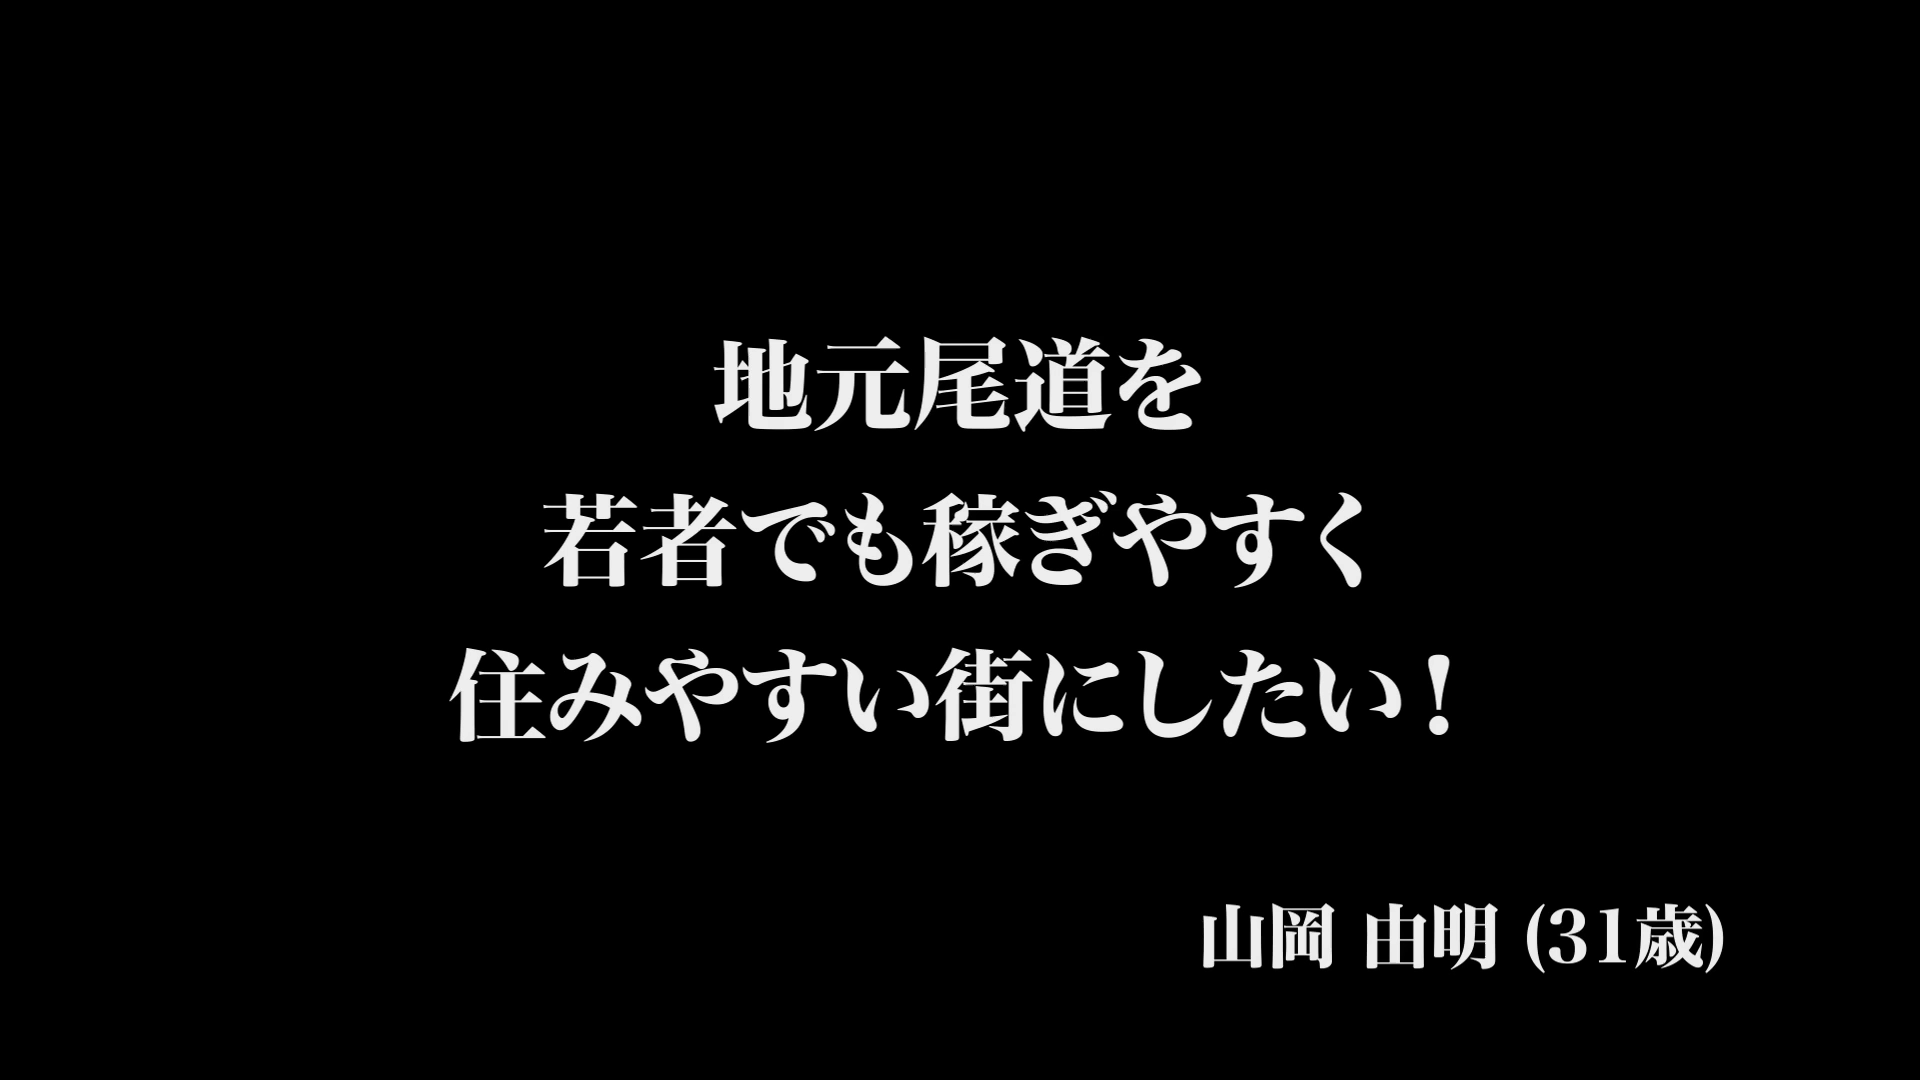 地元尾道を
若者でも稼ぎやすく
住みやすい街にしたい！
山岡 由明 (31歳)